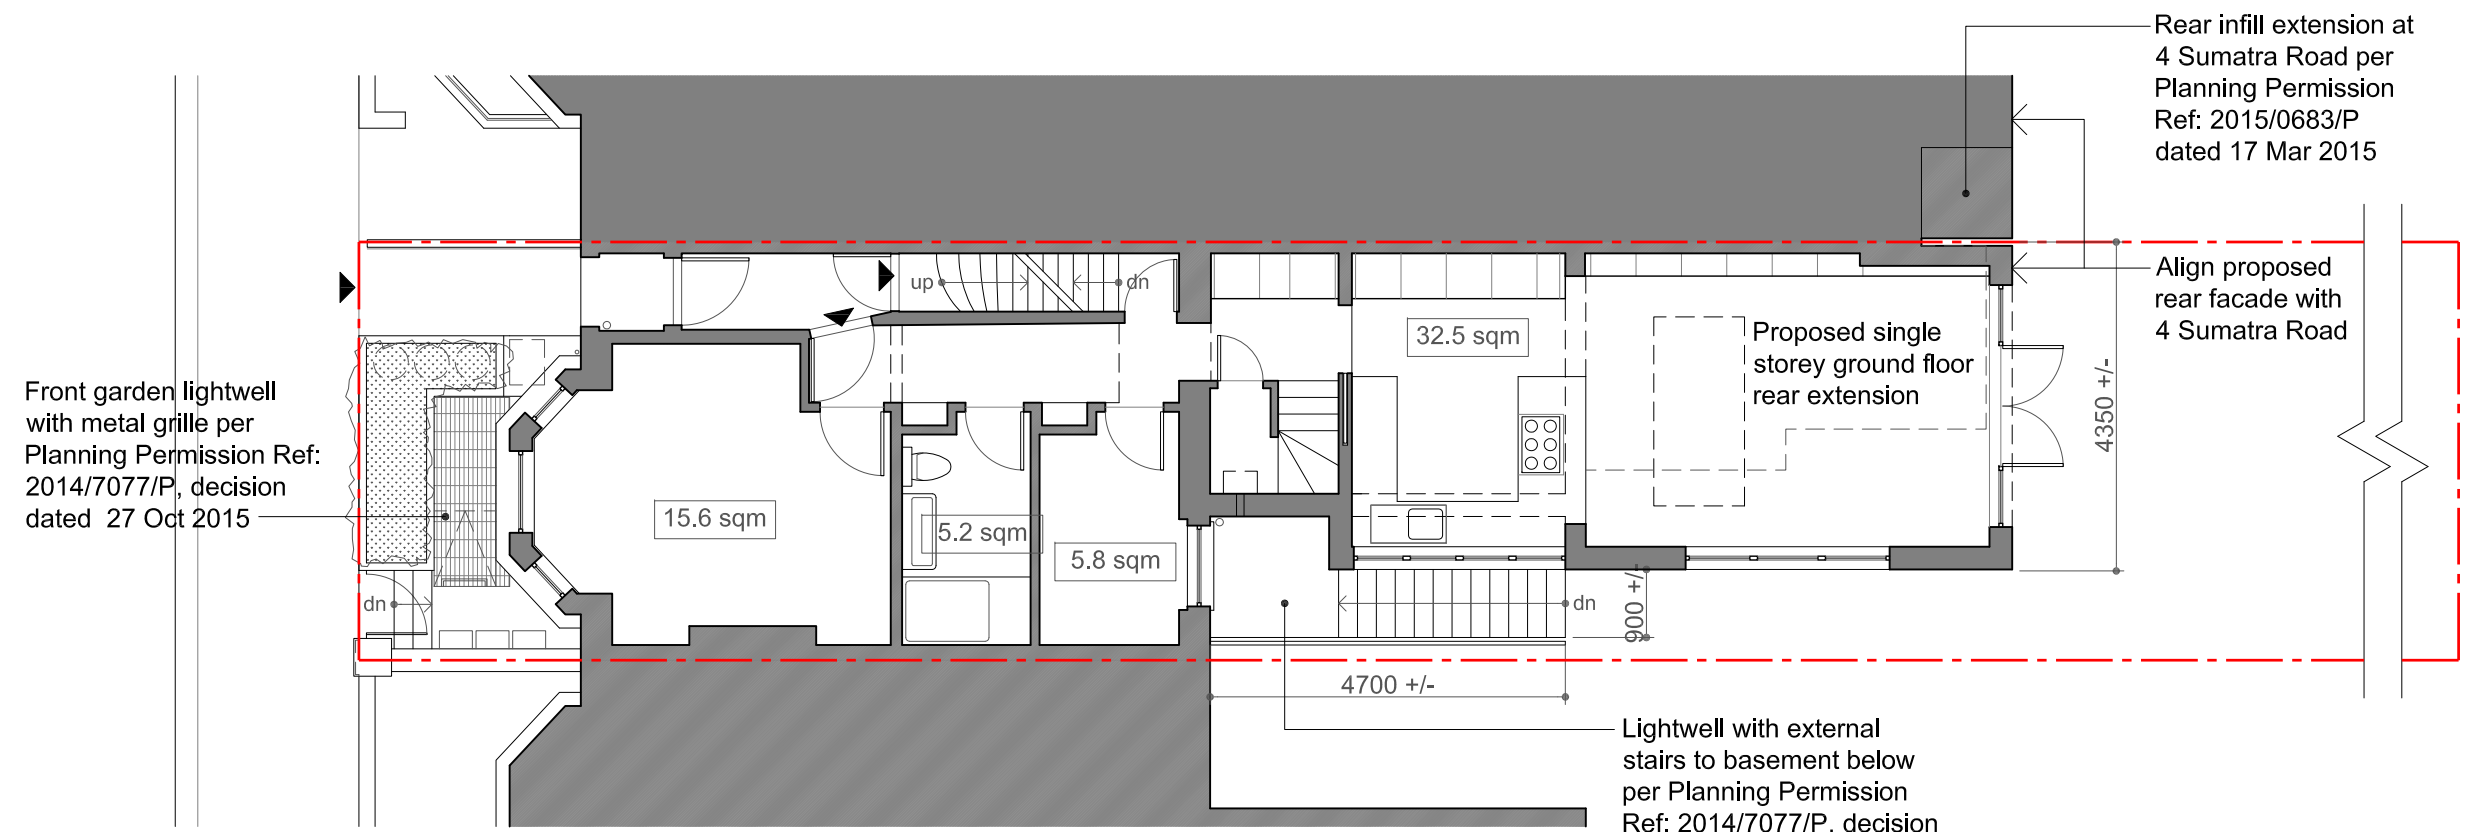 Rear infill extension at
4 Sumatra Road per
Planning Permission
Ref: 2015/0683/P
dated 17 Mar 2015
Align proposed
rear facade with
4 Sumatra Road
up
dn
32.5 sqm
Proposed single
storey ground floor
rear extension
4350 +/-
Front garden lightwell
with metal grille per
Planning Permission Ref:
2014/7077/P, decision
dated 27 Oct 2015
15.6 sqm
5.2 sqm
5.8 sqm
dn
dn
900 +/-
4700 +/-
Lightwell with external
stairs to basement below
per Planning Permission
Ref: 2014/7077/P, decision